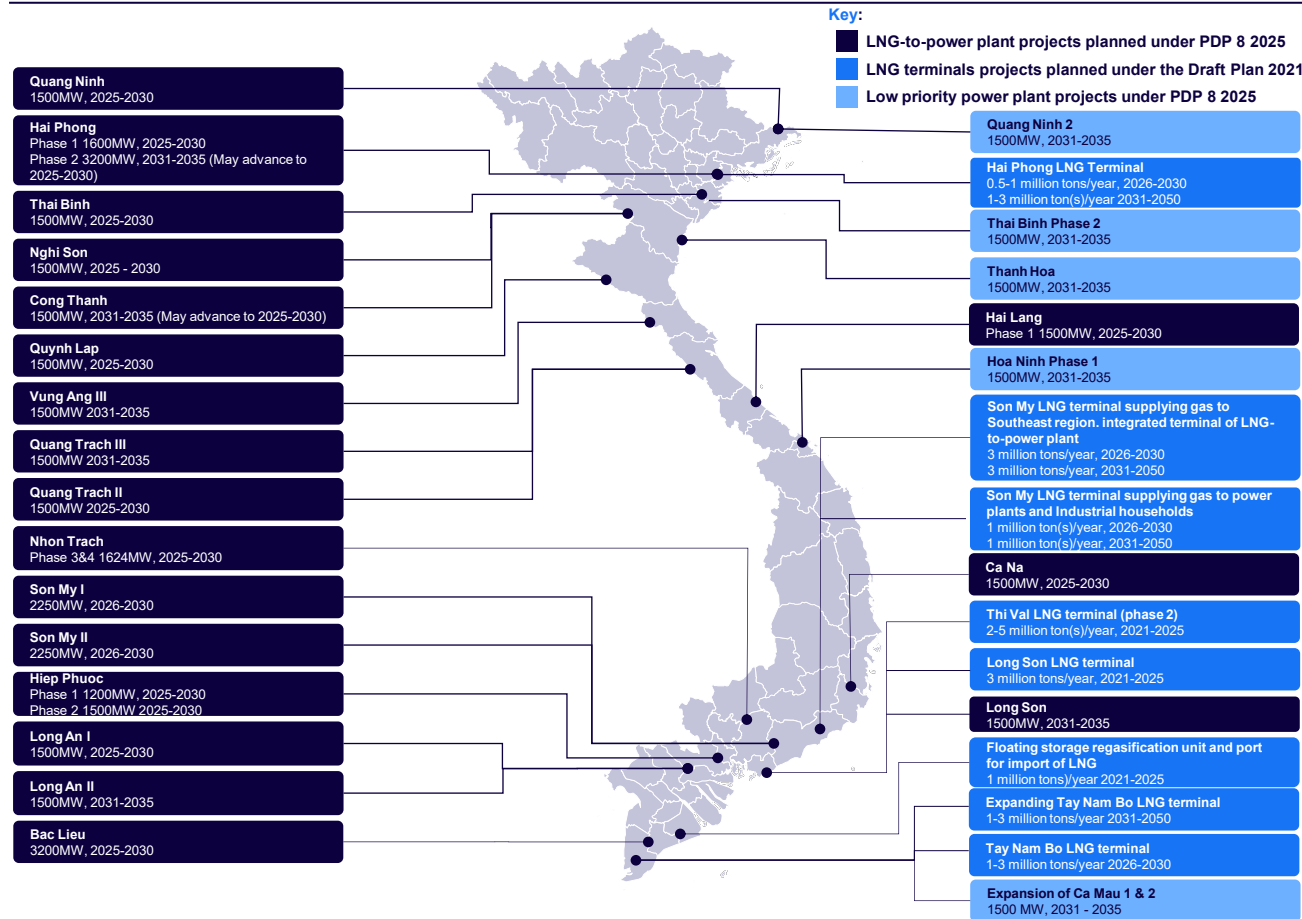 Key:
LNG-to-power plant projects planned under PDP 8 2025
LNG terminals projects planned under the Draft Plan 2021
Low priority power plant projects under PDP 8 2025
Quang Ninh
1500MW, 2025-2030
Hai Phong
Phase 1 1600MW, 2025-2030
Phase 2 3200MW, 2031-2035 (May advance to
2025-2030)
Thai Binh
1500MW, 2025-2030
Nghi Son
1500MW, 2025 - 2030
Cong Thanh
1500MW, 2031-2035 (May advance to 2025-2030)
Quynh Lap
1500MW, 2025-2030
Vung Ang III
1500MW 2031-2035
Quang Trach III
1500MW 2031-2035
Quang Trach II
1500MW 2025-2030
Nhon Trach
Phase 3&4 1624MW, 2025-2030
Son My I
2250MW, 2026-2030
Son My II
2250MW, 2026-2030
Hiep Phuoc
Phase 1 1200MW, 2025-2030
Phase 2 1500MW 2025-2030
Long An I
1500MW, 2025-2030
Long An II
1500MW, 2031-2035
Bac Lieu
3200MW, 2025-2030
Quang Ninh 2
1500MW, 2031-2035
Hai Phong LNG Terminal
0.5-1 million tons/year, 2026-2030
1-3 million ton(s)/year 2031-2050
Thai Binh Phase 2
1500MW, 2031-2035
Thanh Hoa
1500MW, 2031-2035
Hai Lang
Phase 1 1500MW, 2025-2030
Hoa Ninh Phase 1
1500MW, 2031-2035
Son My LNG terminal supplying gas to
Southeast region. integrated terminal of LNG-
to-power plant
3 million tons/year, 2026-2030
3 million tons/year, 2031-2050
Son My LNG terminal supplying gas to power
plants and Industrial households
1 million ton(s)/year, 2026-2030
1 million ton(s)/year, 2031-2050
Ca Na
1500MW, 2025-2030
Thi Val LNG terminal (phase 2)
2-5 million ton(s)/year, 2021-2025
Long Son LNG terminal
3 million tons/year, 2021-2025
Long Son
1500MW, 2031-2035
Floating storage regasification unit and port
for import of LNG
1 million tons)/year 2021-2025
Expanding Tay Nam Bo LNG terminal
1-3 million tons/year 2031-2050
Tay Nam Bo LNG terminal
1-3 million tons/year 2026-2030
Expansion of Ca Mau 1 & 2
1500 MW, 2031 - 2035